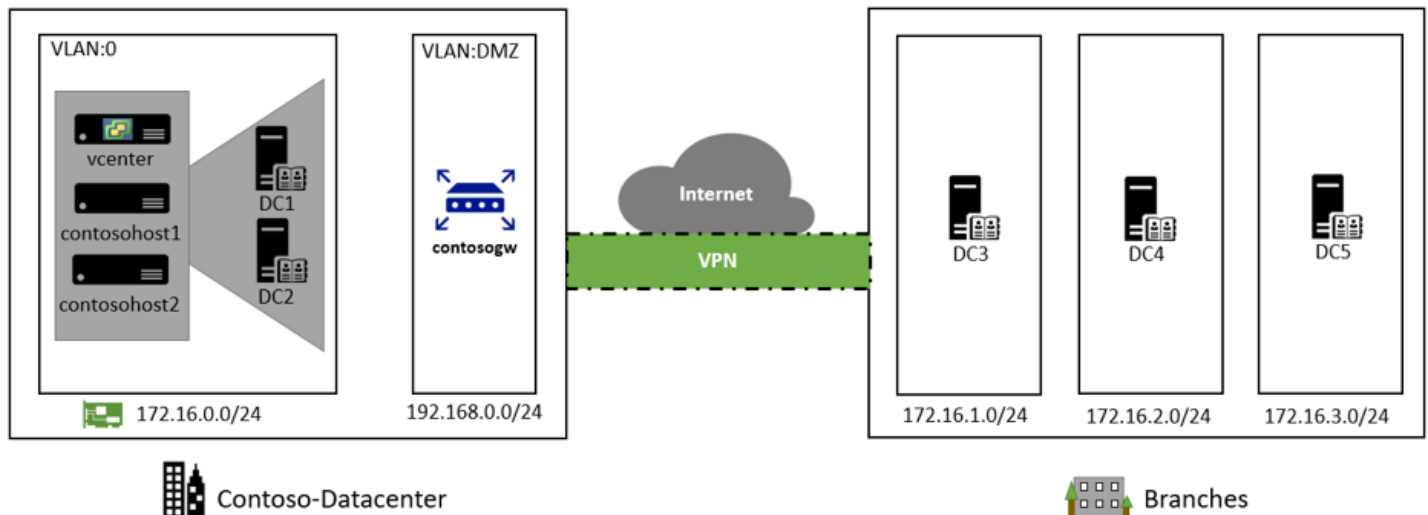 VLAN:0
vcenter
contosohost1
contosohost2
DC1
DC2
172.16.0.0/24
VLAN:DMZ
contosogw
192.168.0.0/24
Contoso-Datacenter
Internet
VPN
DC3
172.16.1.0/24
DC4
172.16.2.0/24
DC5
172.16.3.0/24
Branches